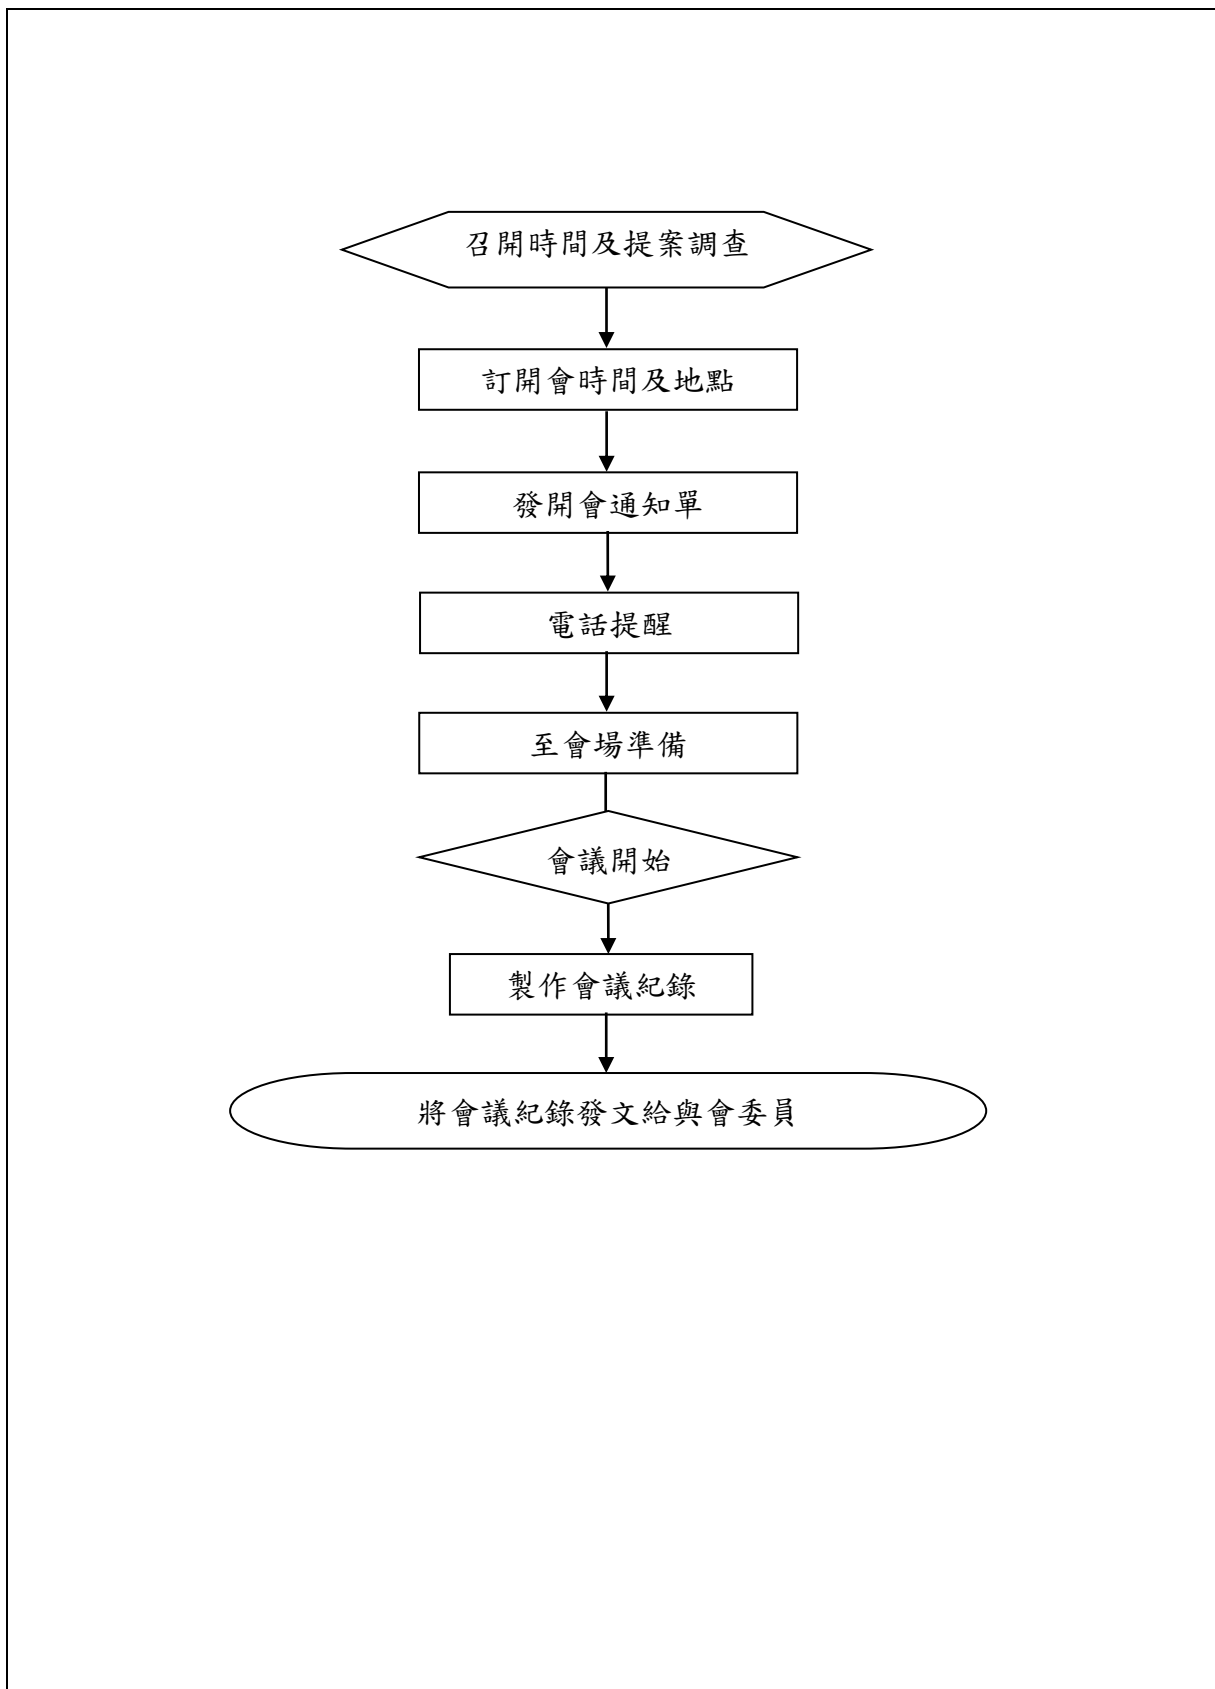 召開時間及提案調查
訂開會時間及地點
發開會通知單
電話提醒
至會場準備
會議開始
製作會議紀錄
將會議紀錄發文給與會委員